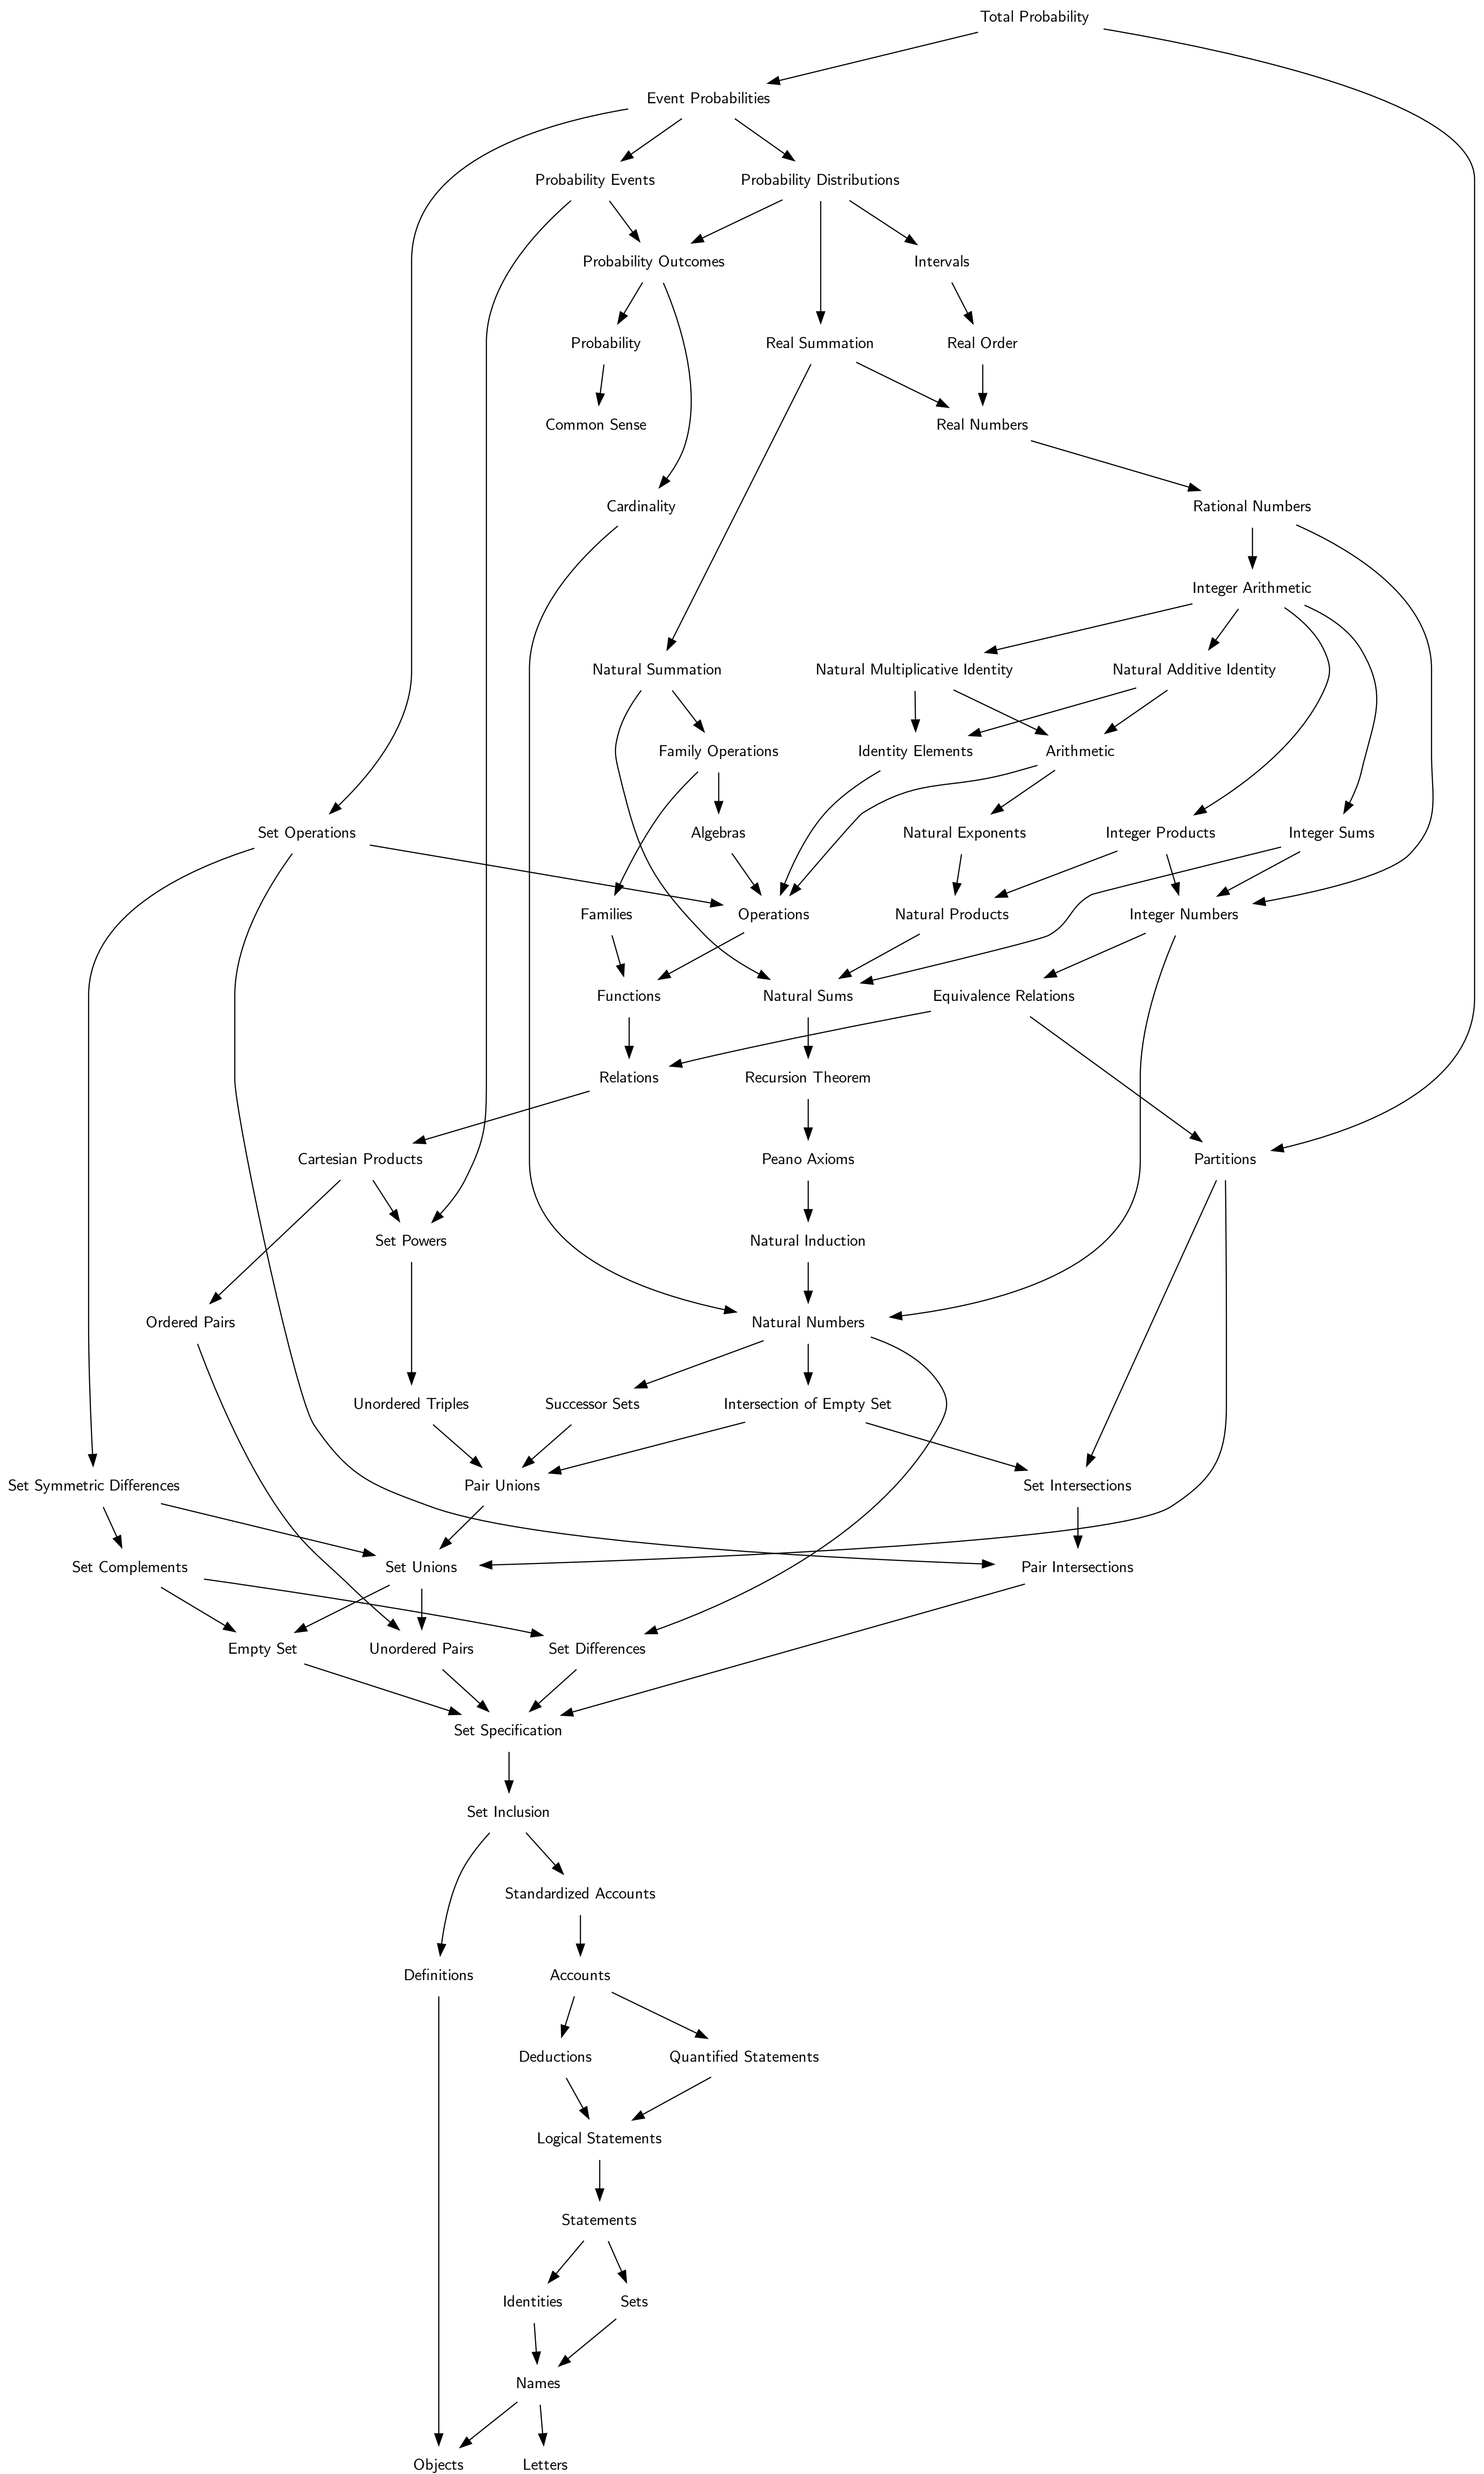 Total Probability
Event Probabilities
Probability Events
Probability Distributions
Probability Outcomes
Intervals
Probability
Real Summation
Real Order
Common Sense
Real Numbers
Cardinality
Rational Numbers
Integer Arithmetic
Natural Summation
Natural Multiplicative Identity
Natural Additive Identity
Family Operations
Identity Elements
Arithmetic
Set Operations
Algebras
Natural Exponents
Integer Products
Integer Sums
Families
Operations
Natural Products
Integer Numbers
Functions
Natural Sums
Equivalence Relations
Relations
Recursion Theorem
Cartesian Products
Peano Axioms
Partitions
Set Powers
Natural Induction
Ordered Pairs
Natural Numbers
Unordered Triples
Successor Sets
Intersection of Empty Set
Set Symmetric Differences
Pair Unions
Set Intersections
Set Complements
Set Unions
Pair Intersections
Empty Set
Unordered Pairs
Set Differences
Set Specification
Set Inclusion
Standardized Accounts
Definitions
Accounts
Deductions
Quantified Statements
Logical Statements
Statements
Identities
Sets
Names
Objects
Letters